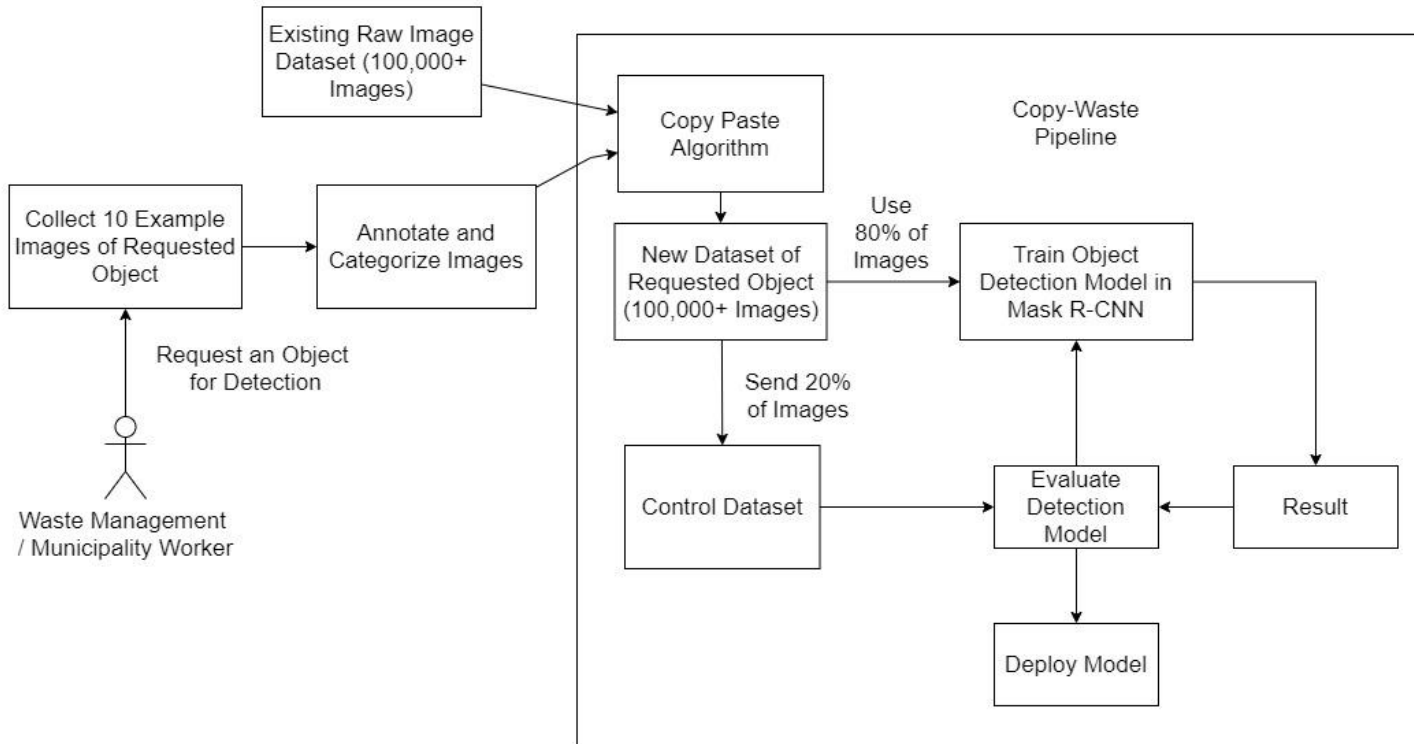 Existing Raw Image
Dataset (100,000+
Images)
Copy Paste
Algorithm
Copy-Waste
Pipeline
Collect 10 Example
Images of Requested
Object
Annotate and
Categorize Images
New Dataset of
Requested Object
(100,000+ Images)
Use
80% of
Images
Train Object
Detection Model in
Mask R-CNN
Request an Object
for Detection
Send 20%
of Images
Waste Management
/ Municipality Worker
Control Dataset
Evaluate
Detection
Model
Result
Deploy Model